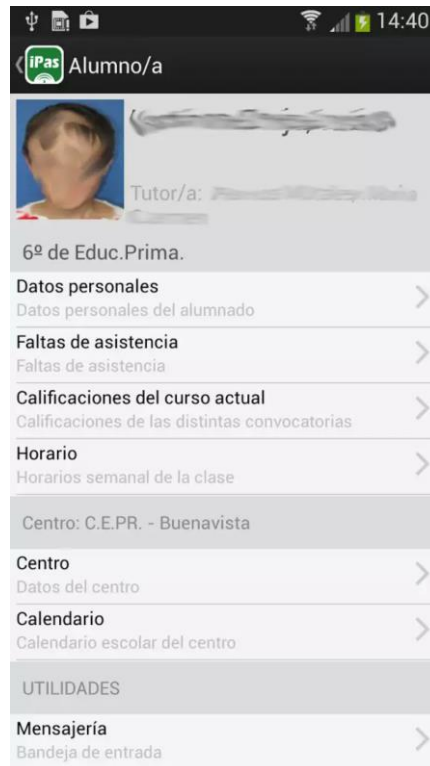 14:40
iPas Alumno/a
Tutor/a:
6º de Educ.Prima.
Datos personales
Datos personales del alumnado
Faltas de asistencia
Faltas de asistencia
Calificaciones del curso actual
Calificaciones de las distintas convocatorias
Horario
Horarios semanal de la clase
Centro: C.E.PR. - Buenavista
Centro
Datos del centro
Calendario
Calendario escolar del centro
UTILIDADES
Mensajería
Bandeja de entrada